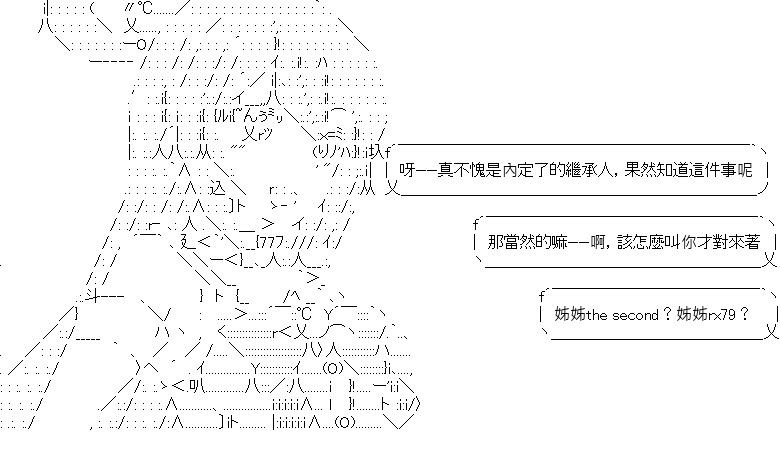 呀——真不愧是內定了的繼承人，果然知道這件事呢
那當然的嘛——啊，該怎麼叫你才對來著
姊姊the second？姊姊rx79？